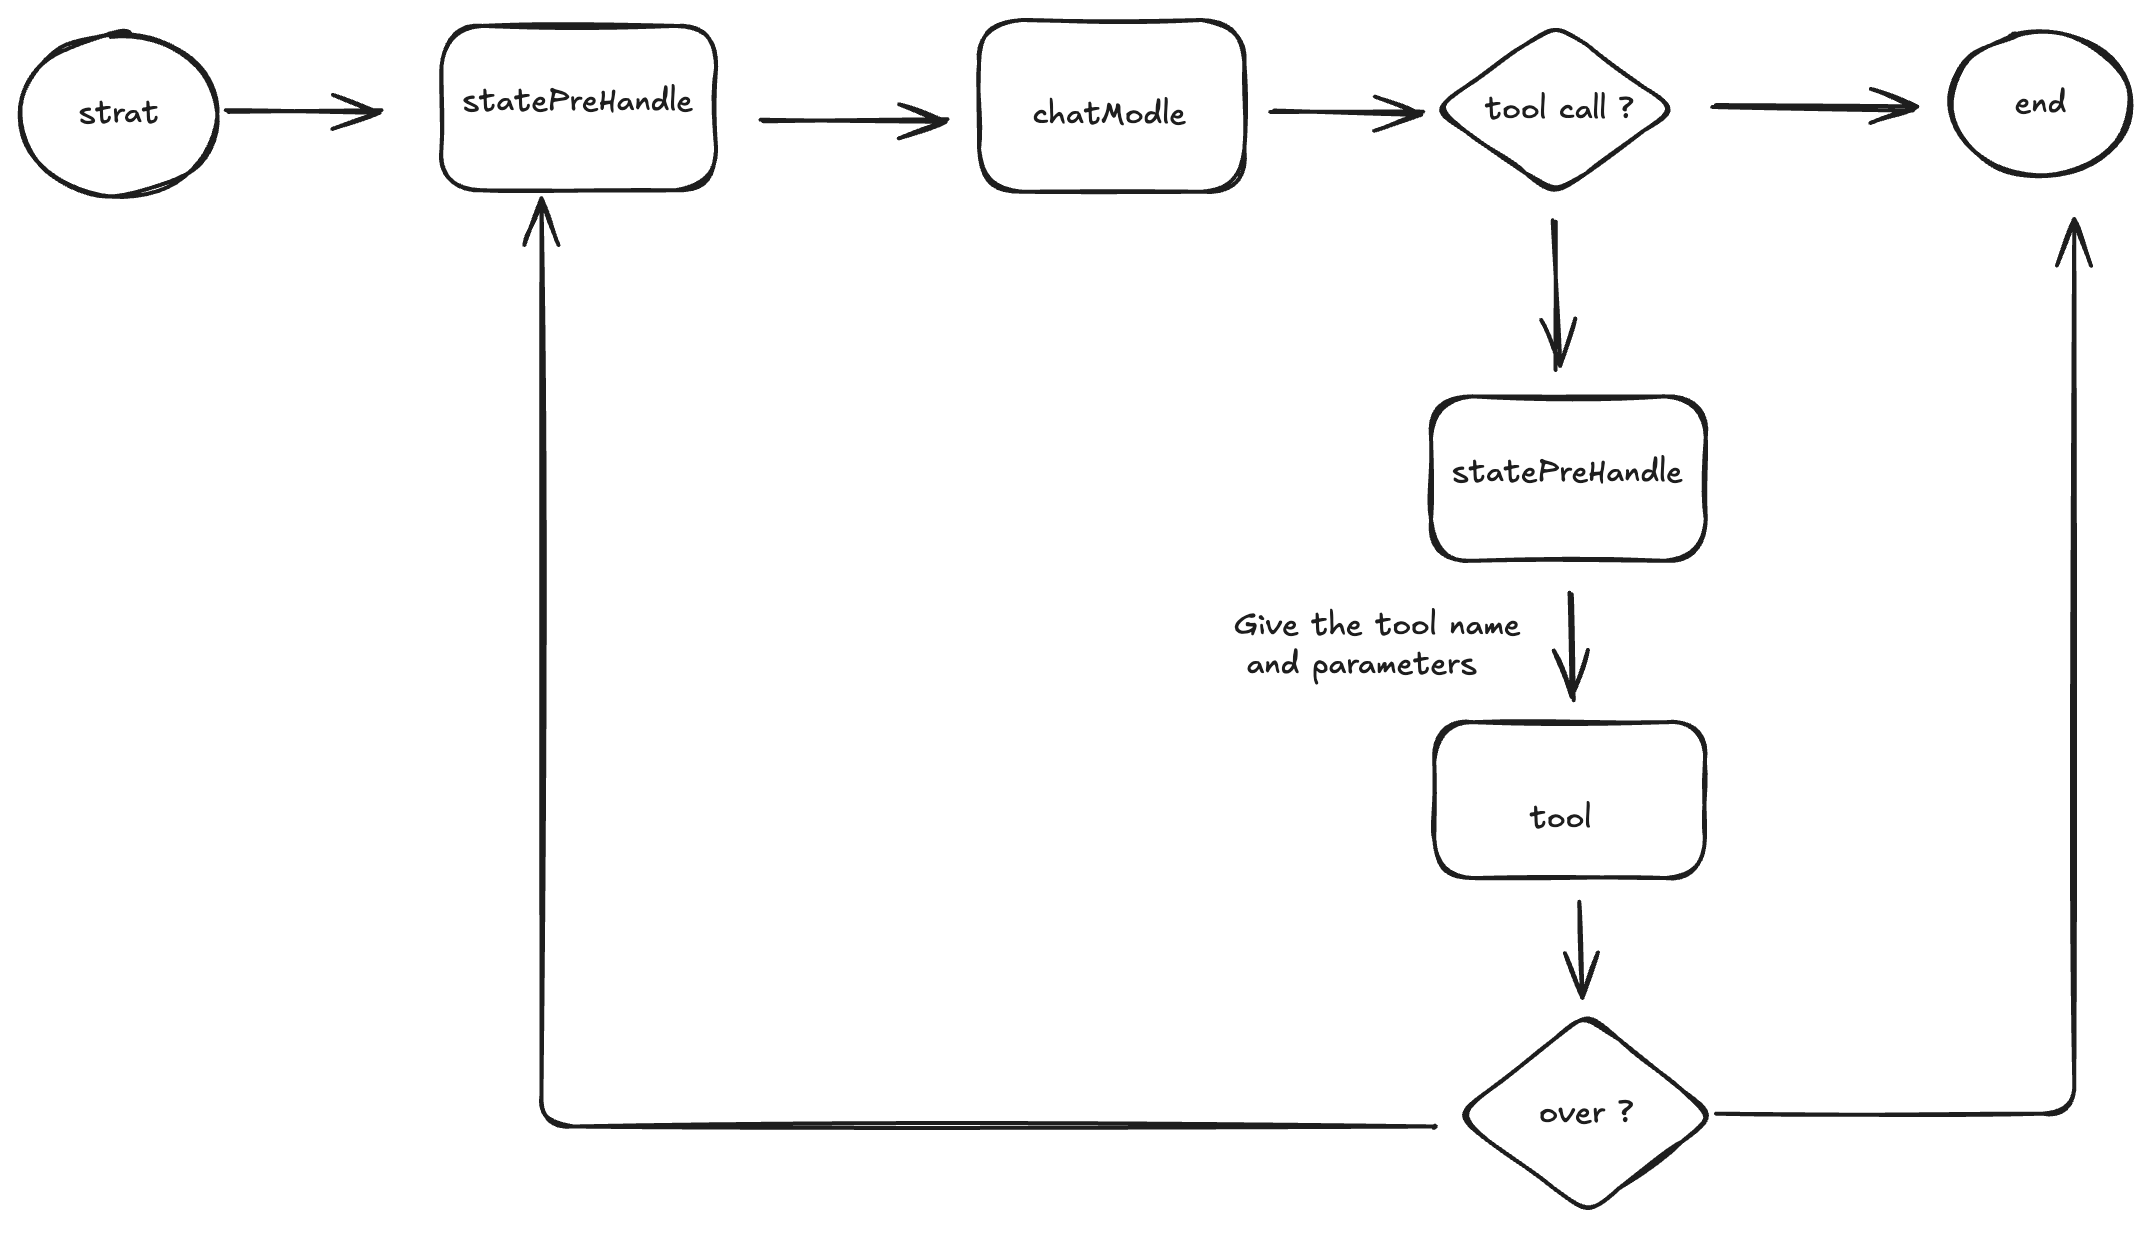 strat
statePreHandle
chatModle
tool call ?
end
statePreHandle
Give the tool name
and parameters
tool
over ?